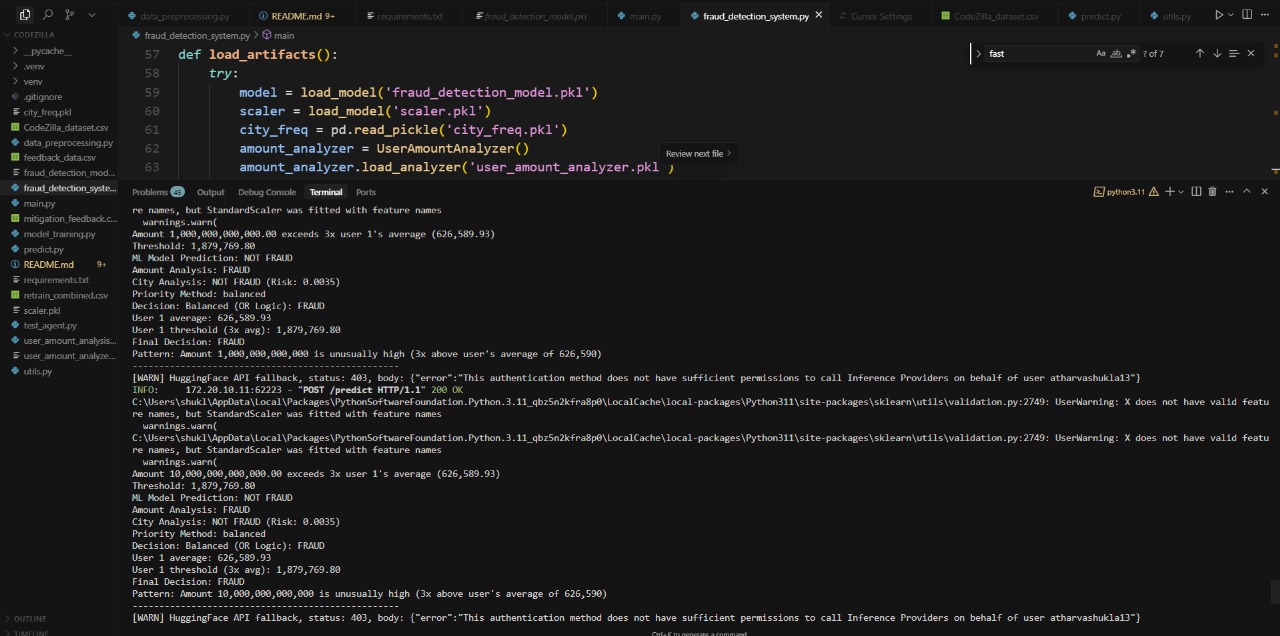 data_preprocessing.py
README.md 9+
requirements.txt
fraud_detection_model.pkl
main.py
fraud_detection_system.py
Cursor Settings
CodeZilla_dataset.csv
predict.py
utils.py
CODEZILLA
__pycache__
.venv
venv
.gitignore
city_freq.pkl
CodeZilla_dataset.csv
data_preprocessing.py
feedback_data.csv
fraud_detection_mod...
fraud_detection_syste...
main.py
mitigation_feedback.c...
model_training.py
predict.py
README.md 9+
requirements.txt
retrain_combined.csv
scaler.pkl
test_agent.py
user_amount_analysis...
user_amount_analyze...
utils.py
OUTLINE
TIMELINE
fraud_detection_system.py > main
57 def load_artifacts():
58 try:
59 model = load_model('fraud_detection_model.pkl')
60 scaler = load_model('scaler.pkl')
61 city_freq = pd.read_pickle('city_freq.pkl')
62 amount_analyzer = UserAmountAnalyzer()
63 amount_analyzer.load_analyzer('user_amount_analyzer.pkl')
fast
Aa ab
? of 7
Review next file >
Problems 45 Output Debug Console Terminal Ports
python3.11
re names, but StandardScaler was fitted with feature names
warnings.warn(
Amount 1,000,000,000,000.00 exceeds 3x user 1's average (626,589.93)
Threshold: 1,879,769.80
ML Model Prediction: NOT FRAUD
Amount Analysis: FRAUD
City Analysis: NOT FRAUD (Risk: 0.0035)
Priority Method: balanced
Decision: Balanced (OR Logic): FRAUD
User 1 average: 626,589.93
User 1 threshold (3x avg): 1,879,769.80
Final Decision: FRAUD
Pattern: Amount 1,000,000,000,000 is unusually high (3x above user's average of 626,590)
--------------------------------------------------
[WARN] HuggingFace API fallback, status: 403, body: {"error":"This authentication method does not have sufficient permissions to call Inference Providers on behalf of user atharvashukla13"}
INFO: 172.20.10.11:62223 - "POST /predict HTTP/1.1" 200 OK
C:\Users\shukl\AppData\Local\Packages\PythonSoftwareFoundation.Python.3.11_qbz5n2kfra8p0\LocalCache\local-packages\Python311\site-packages\sklearn\utils\validation.py:2749: UserWarning: X does not have valid featu
re names, but StandardScaler was fitted with feature names
warnings.warn(
C:\Users\shukl\AppData\Local\Packages\PythonSoftwareFoundation.Python.3.11_qbz5n2kfra8p0\LocalCache\local-packages\Python311\site-packages\sklearn\utils\validation.py:2749: UserWarning: X does not have valid featu
re names, but StandardScaler was fitted with feature names
warnings.warn(
Amount 10,000,000,000,000.00 exceeds 3x user 1's average (626,589.93)
Threshold: 1,879,769.80
ML Model Prediction: NOT FRAUD
Amount Analysis: FRAUD
City Analysis: NOT FRAUD (Risk: 0.0035)
Priority Method: balanced
Decision: Balanced (OR Logic): FRAUD
User 1 average: 626,589.93
User 1 threshold (3x avg): 1,879,769.80
Final Decision: FRAUD
Pattern: Amount 10,000,000,000,000 is unusually high (3x above user's average of 626,590)
--------------------------------------------------
[WARN] HuggingFace API fallback, status: 403, body: {"error":"This authentication method does not have sufficient permissions to call Inference Providers on behalf of user atharvashukla13"}
Ctrl+K to generate a command